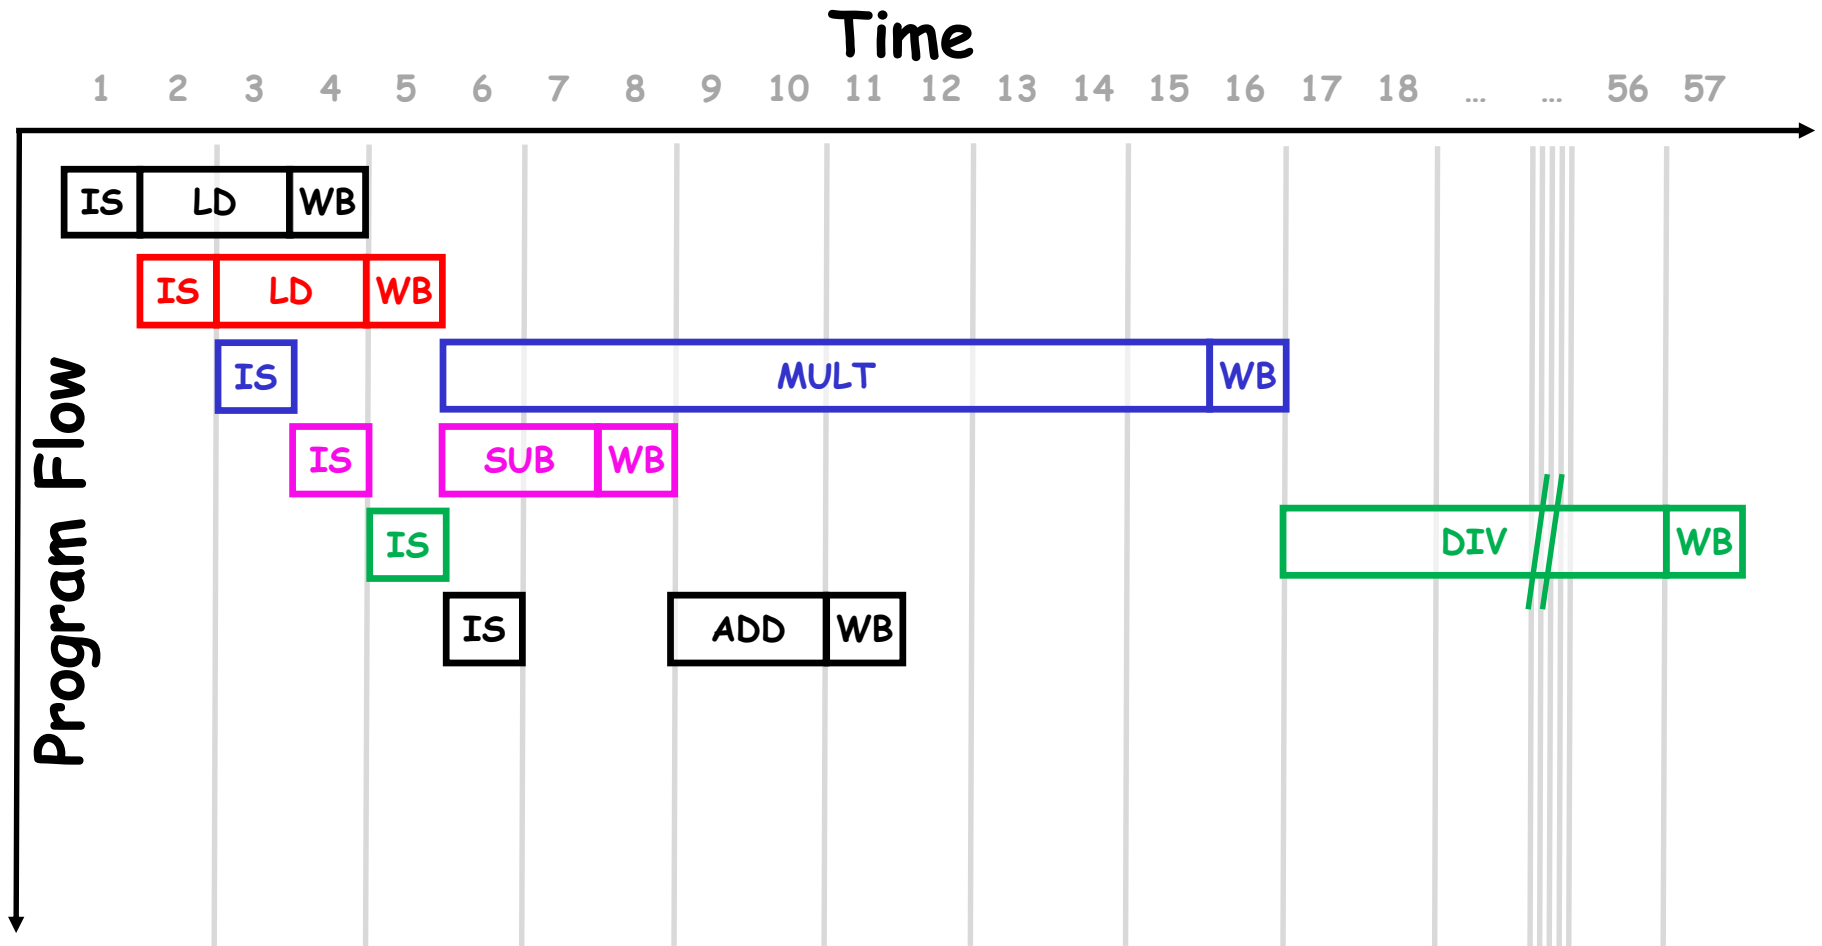 Time
1 2 3 4 5 6 7 8 9 10 11 12 13 14 15 16 17 18 ... ... 56 57
IS LD WB
IS LD WB
IS MULT WB
IS SUB WB
IS DIV WB
IS ADD WB
Program Flow